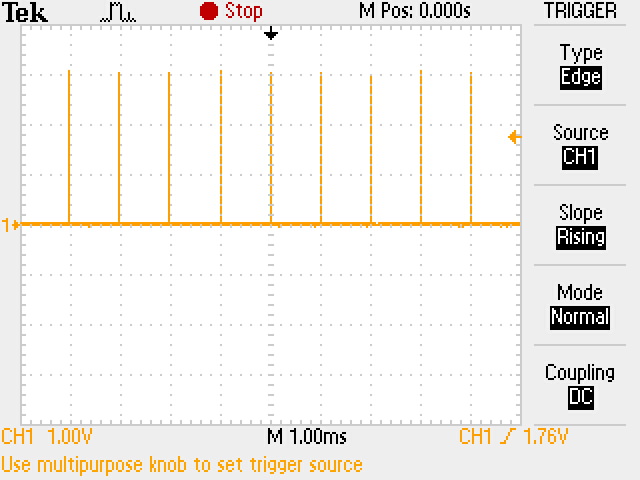 Tek Stop M Pos: 0.000s TRIGGER
Type
Edge
Source
CH1
Slope
Rising
Mode
Normal
Coupling
DC
1
CH1 1.00V M 1.00ms CH1 1.76V
Use multipurpose knob to set trigger source